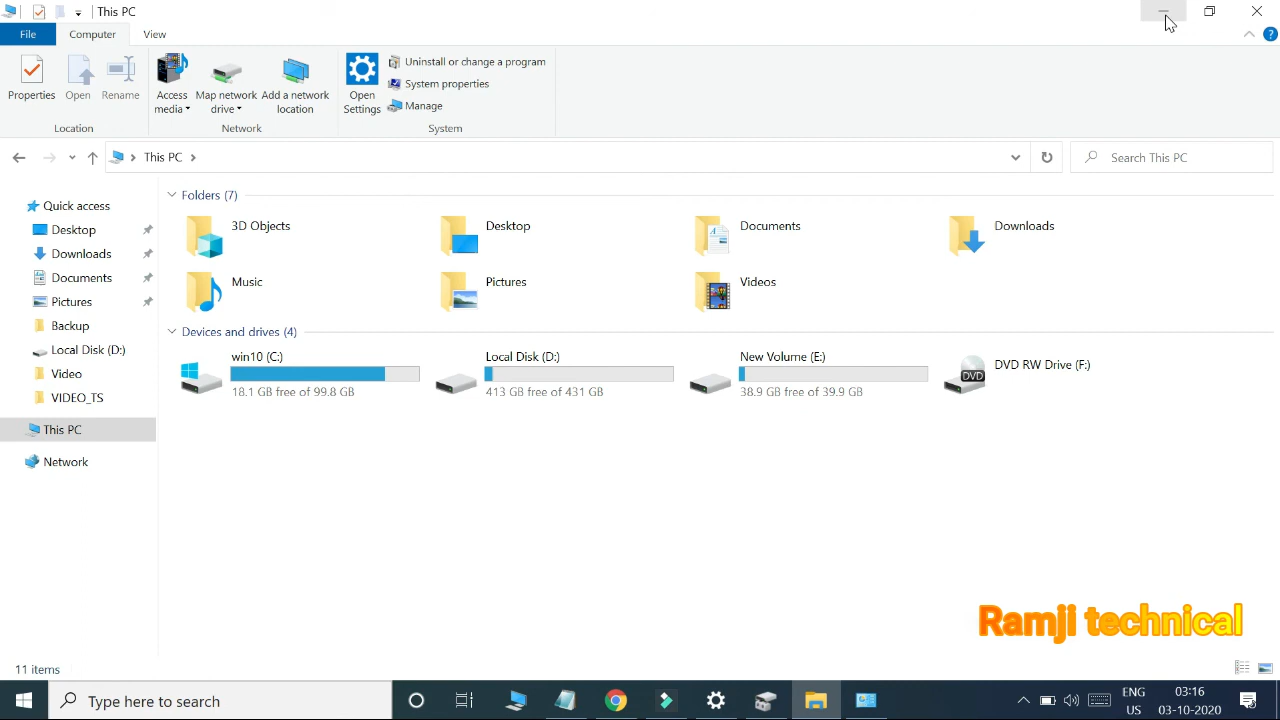 This PC
File
Computer
View
Properties
Open
Rename
Access media
Map network drive
Add a network location
Open Settings
Uninstall or change a program
System properties
Manage
Location
Network
System
This PC
Search This PC
Quick access
Desktop
Downloads
Documents
Pictures
Backup
Local Disk (D:)
Video
VIDEO_TS
This PC
Network
Folders (7)
3D Objects
Desktop
Documents
Downloads
Music
Pictures
Videos
Devices and drives (4)
win10 (C:)
18.1 GB free of 99.8 GB
Local Disk (D:)
413 GB free of 431 GB
New Volume (E:)
38.9 GB free of 39.9 GB
DVD
DVD RW Drive (F:)
Ramji technical
11 items
Type here to search
ENG
US
03:16
03-10-2020